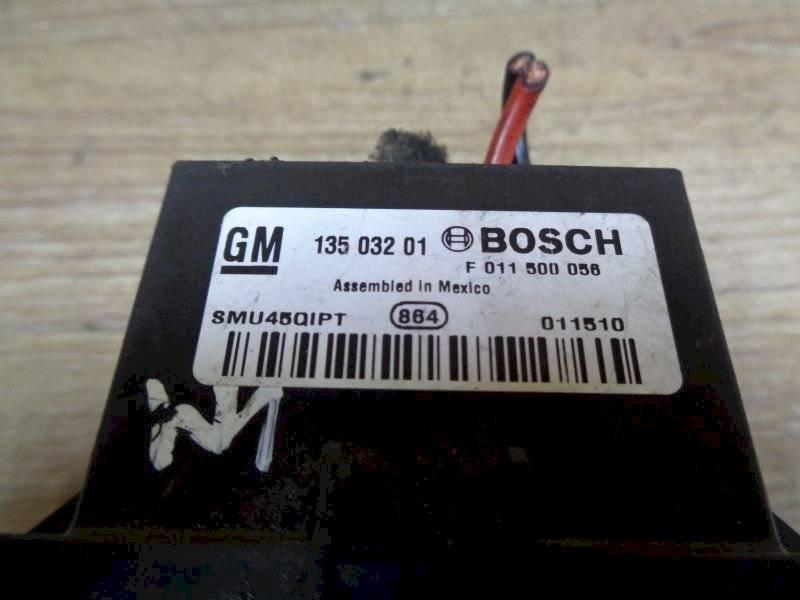 GM 135 032 01 BOSCH
F 011 500 056
Assembled in Mexico
SMU45QIPT 864 011510